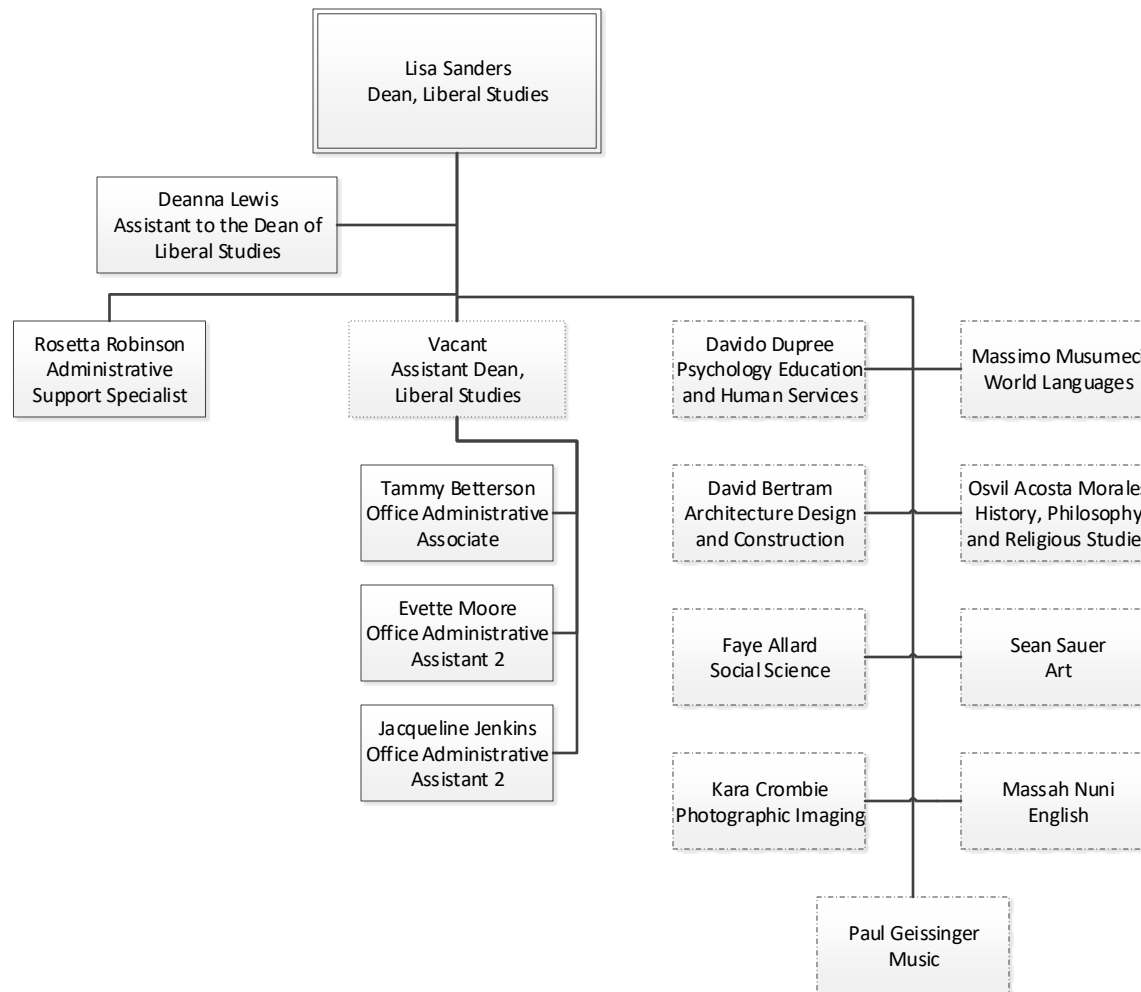 Lisa Sanders
Dean, Liberal Studies
Deanna Lewis
Assistant to the Dean of
Liberal Studies
Rosetta Robinson
Administrative
Support Specialist
Vacant
Assistant Dean,
Liberal Studies
Tammy Betterson
Office Administrative
Associate
Evette Moore
Office Administrative
Assistant 2
Jacqueline Jenkins
Office Administrative
Assistant 2
Davido Dupree
Psychology Education
and Human Services
Massimo Musumeci
World Languages
David Bertram
Architecture Design
and Construction
Osvil Acosta Morale
History, Philosophy
and Religious Studie
Faye Allard
Social Science
Sean Sauer
Art
Kara Crombie
Photographic Imaging
Massah Nuni
English
Paul Geissinger
Music